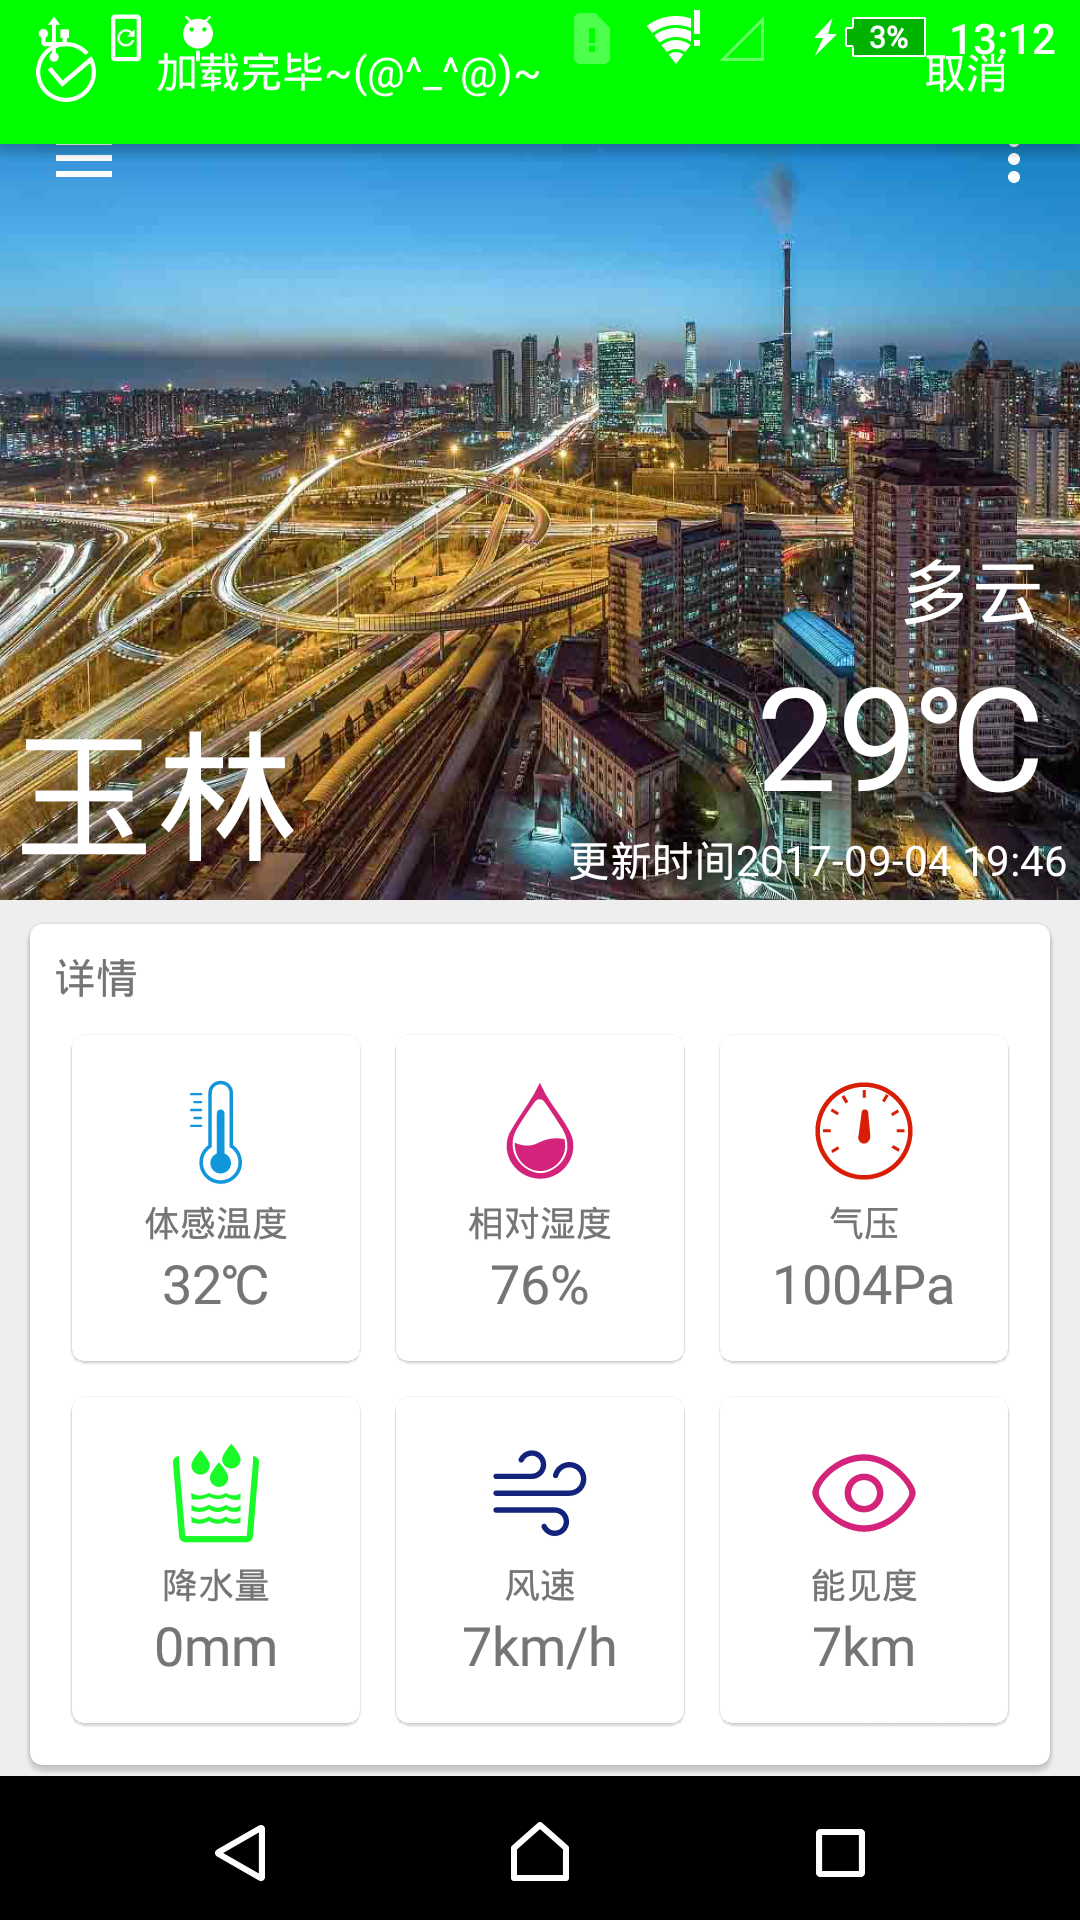 3% 13:12
加载完毕~(@^_^@)~ 取消
多云
29℃
玉林
更新时间2017-09-04 19:46
详情
体感温度 相对湿度 气压
32℃ 76% 1004Pa
降水量 风速 能见度
0mm 7km/h 7km